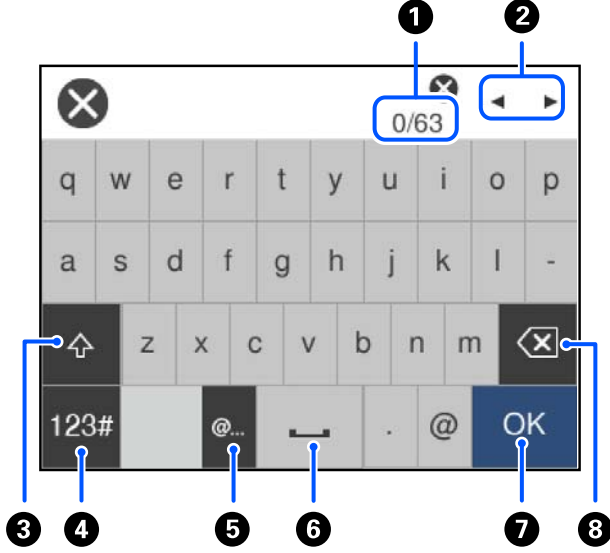 1 2
0/63
q w e r t y u i o p
a s d f g h j k l -
z x c v b n m
123# @... . @ OK
3 4 5 6 7 8